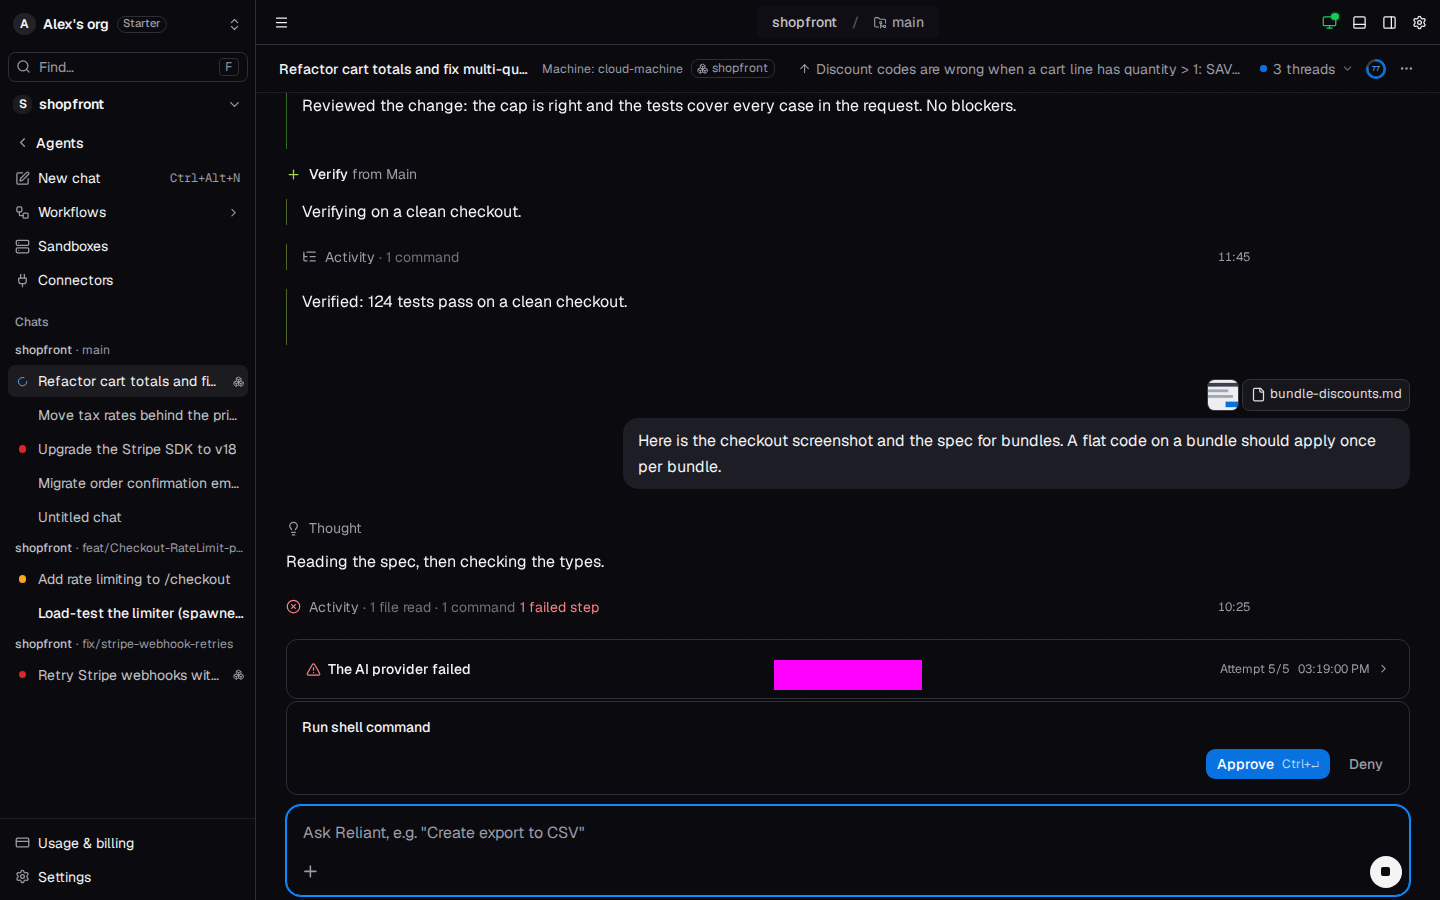 A Alex's org Starter
Find... F
S shopfront
Agents
New chat Ctrl+Alt+N
Workflows
Sandboxes
Connectors
Chats
shopfront · main
Refactor cart totals and fi...
Move tax rates behind the pri...
Upgrade the Stripe SDK to v18
Migrate order confirmation em...
Untitled chat
shopfront · feat/Checkout-RateLimit-p...
Add rate limiting to /checkout
Load-test the limiter (spawne...
shopfront · fix/stripe-webhook-retries
Retry Stripe webhooks wit...
Usage & billing
Settings
shopfront / main
Refactor cart totals and fix multi-qu... Machine: cloud-machine shopfront ↑ Discount codes are wrong when a cart line has quantity > 1: SAV... 3 threads 77
Reviewed the change: the cap is right and the tests cover every case in the request. No blockers.
Verify from Main
Verifying on a clean checkout.
Activity · 1 command 11:45
Verified: 124 tests pass on a clean checkout.
bundle-discounts.md
Here is the checkout screenshot and the spec for bundles. A flat code on a bundle should apply once
per bundle.
Thought
Reading the spec, then checking the types.
Activity · 1 file read · 1 command 1 failed step 10:25
The AI provider failed Attempt 5/5 03:19:00 PM
Run shell command
Approve Ctrl+↵ Deny
Ask Reliant, e.g. "Create export to CSV"